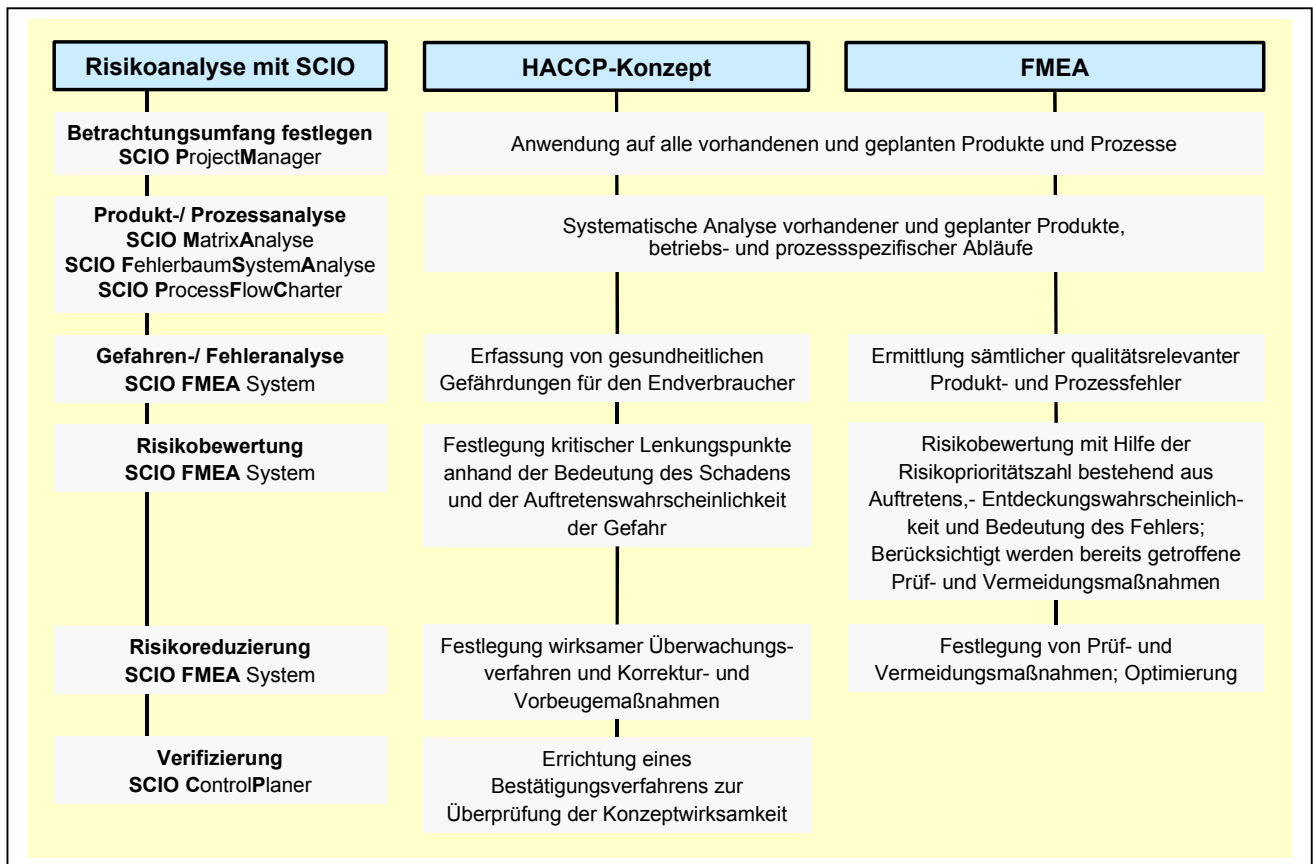 Risikoanalyse mit SCIO
HACCP-Konzept
FMEA
Betrachtungsumfang festlegen
SCIO ProjectManager
Anwendung auf alle vorhandenen und geplanten Produkte und Prozesse
Produkt-/ Prozessanalyse
SCIO MatrixAnalyse
SCIO FehlerbaumSystemAnalyse
SCIO ProcessFlowCharter
Systematische Analyse vorhandener und geplanter Produkte,
betriebs- und prozessspezifischer Abläufe
Gefahren-/ Fehleranalyse
SCIO FMEA System
Erfassung von gesundheitlichen
Gefährdungen für den Endverbraucher
Ermittlung sämtlicher qualitätsrelevanter
Produkt- und Prozessfehler
Risikobewertung
SCIO FMEA System
Festlegung kritischer Lenkungspunkte
anhand der Bedeutung des Schadens
und der Auftretenswahrscheinlichkeit
der Gefahr
Risikobewertung mit Hilfe der
Risikoprioritätszahl bestehend aus
Auftretens,- Entdeckungswahrscheinlich-
keit und Bedeutung des Fehlers;
Berücksichtigt werden bereits getroffene
Prüf- und Vermeidungsmaßnahmen
Risikoreduzierung
SCIO FMEA System
Festlegung wirksamer Überwachungs-
verfahren und Korrektur- und
Vorbeugemaßnahmen
Festlegung von Prüf- und
Vermeidungsmaßnahmen; Optimierung
Verifizierung
SCIO ControlPlaner
Errichtung eines
Bestätigungsverfahrens zur
Überprüfung der Konzeptwirksamkeit